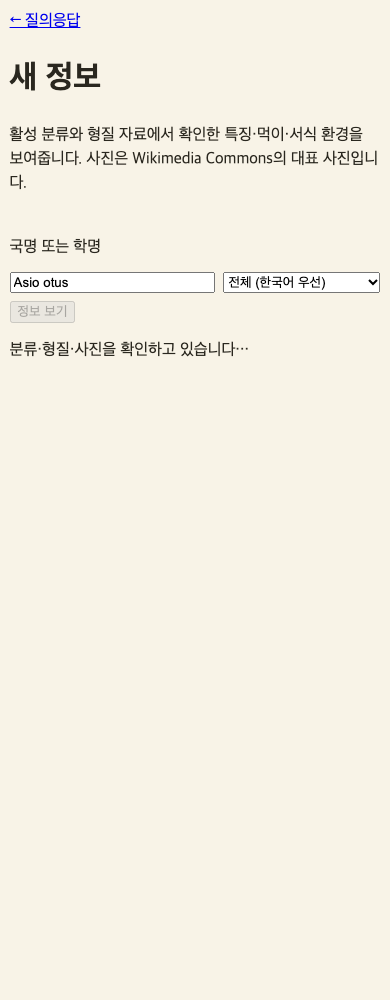 ← 질의응답
새 정보
활성 분류와 형질 자료에서 확인한 특징·먹이·서식 환경을
보여줍니다. 사진은 Wikimedia Commons의 대표 사진입니
다.
국명 또는 학명
Asio otus 전체 (한국어 우선)
정보 보기
분류·형질·사진을 확인하고 있습니다…